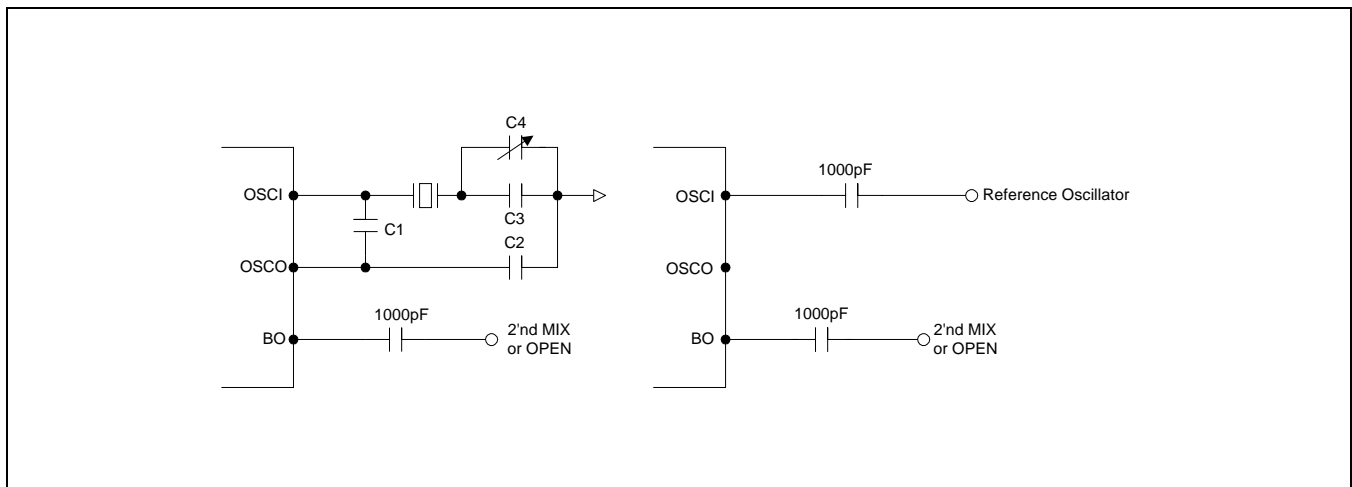 C4
OSCI
C3
C1
C2
OSCO
1000pF
BO
2'nd MIX
or OPEN
1000pF
OSCI
Reference Oscillator
OSCO
1000pF
BO
2'nd MIX
or OPEN